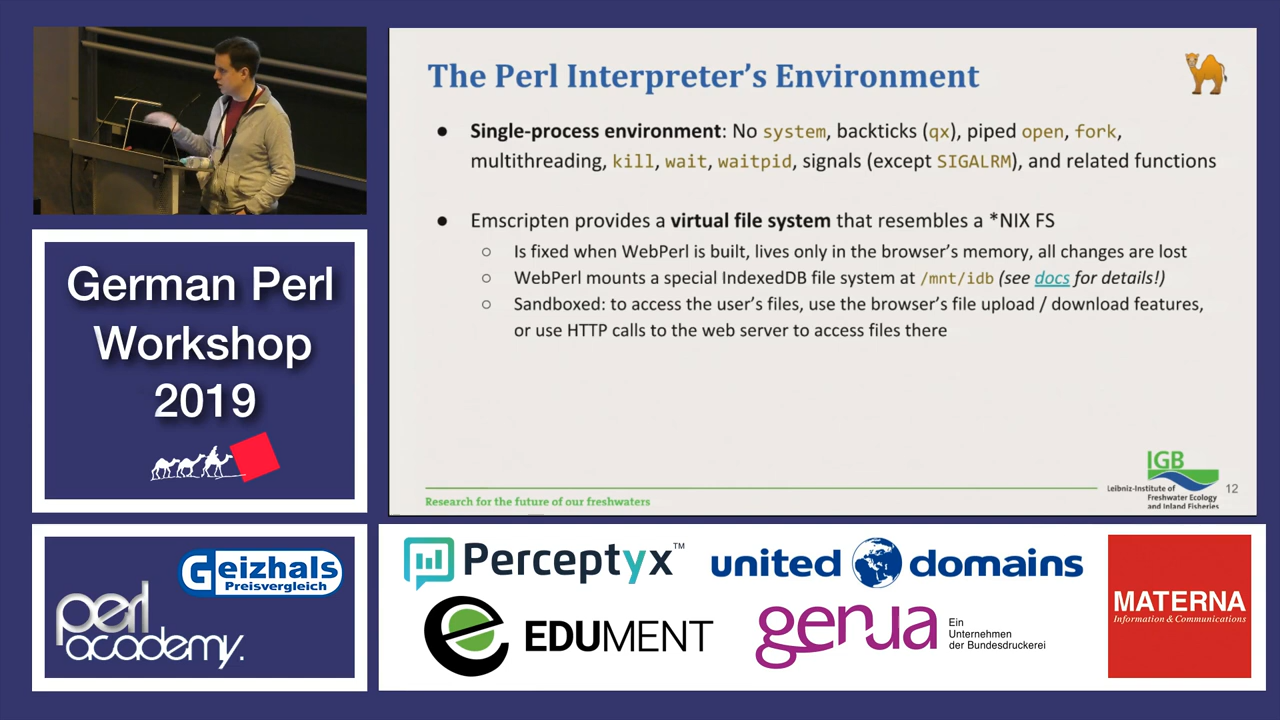 The Perl Interpreter's Environment
● Single-process environment: No system, backticks (qx), piped open, fork,
multithreading, kill, wait, waitpid, signals (except SIGALRM), and related functions
● Emscripten provides a virtual file system that resembles a *NIX FS
○ Is fixed when WebPerl is built, lives only in the browser's memory, all changes are lost
○ WebPerl mounts a special IndexedDB file system at /mnt/idb (see docs for details!)
○ Sandboxed: to access the user's files, use the browser's file upload / download features,
or use HTTP calls to the web server to access files there
Research for the future of our freshwaters
IGB
Leibniz-Institute of
Freshwater Ecology
and Inland Fisheries
12
German Perl
Workshop
2019
Geizhals
Preisvergleich
perl
academy.
Perceptyx™
united domains
MATERNA
Information & Communications
EDUMENT
genua
Ein
Unternehmen
der Bundesdruckerei